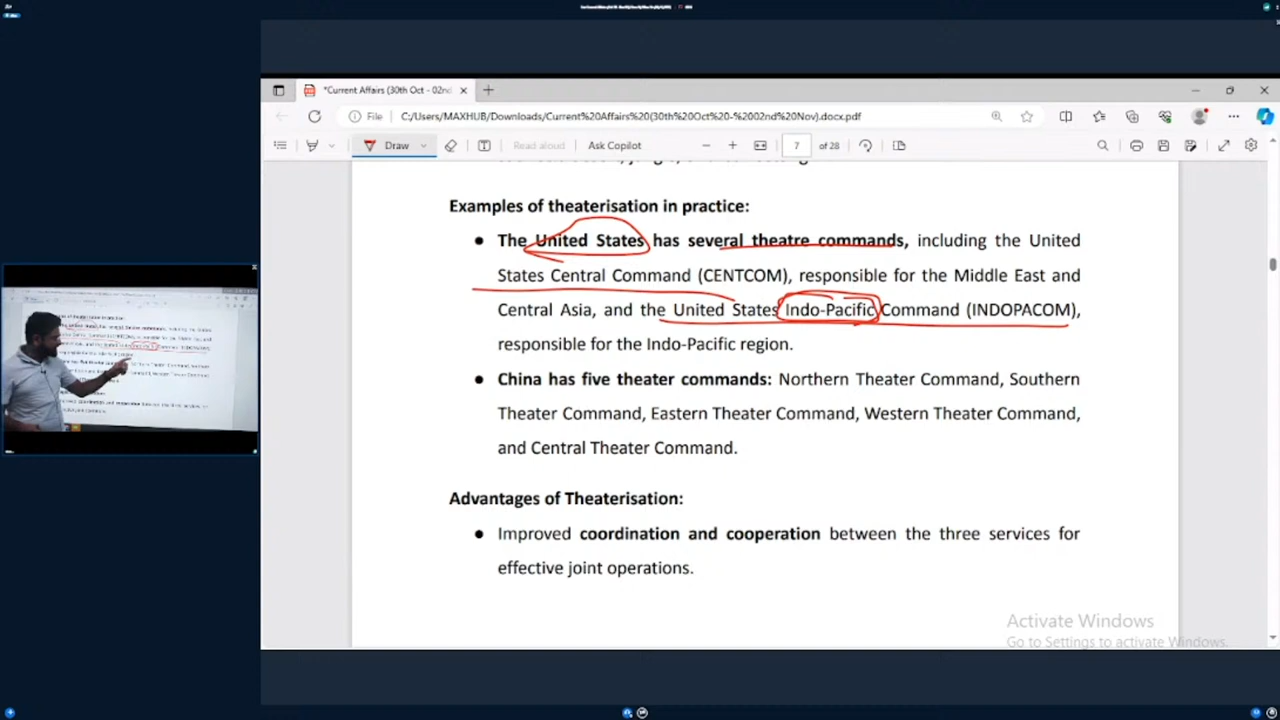 *Current Affairs (30th Oct - 02nd
File
C:/Users/MAXHUB/Downloads/Current%20Affairs%20(30th%20Oct%20-%2002nd%20Nov).docx.pdf
Draw
Read aloud
Ask Copilot
7
of 28
Examples of theaterisation in practice:
● The United States has several theatre commands, including the United
States Central Command (CENTCOM), responsible for the Middle East and
Central Asia, and the United States Indo-Pacific Command (INDOPACOM),
responsible for the Indo-Pacific region.
● China has five theater commands: Northern Theater Command, Southern
Theater Command, Eastern Theater Command, Western Theater Command,
and Central Theater Command.
Advantages of Theaterisation:
● Improved coordination and cooperation between the three services for
effective joint operations.
Activate Windows
Go to Settings to activate Windows.